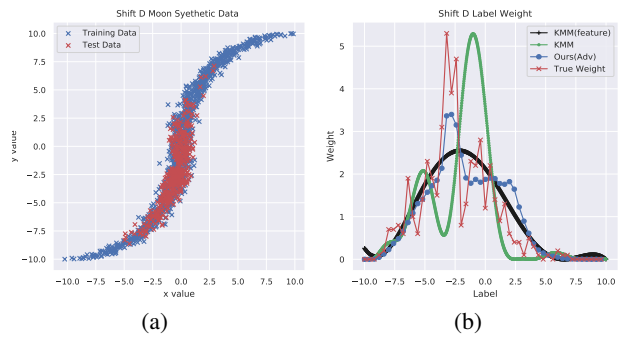 Shift D Moon Syethetic Data
Training Data
Test Data
10.0
7.5
5.0
2.5
0.0
−2.5
−5.0
−7.5
−10.0
y value
−10.0 −7.5 −5.0 −2.5 0.0 2.5 5.0 7.5 10.0
x value
(a)
Shift D Label Weight
KMM(feature)
KMM
Ours(Adv)
True Weight
5
4
3
2
1
0
Weight
−10.0 −7.5 −5.0 −2.5 0.0 2.5 5.0 7.5 10.0
Label
(b)